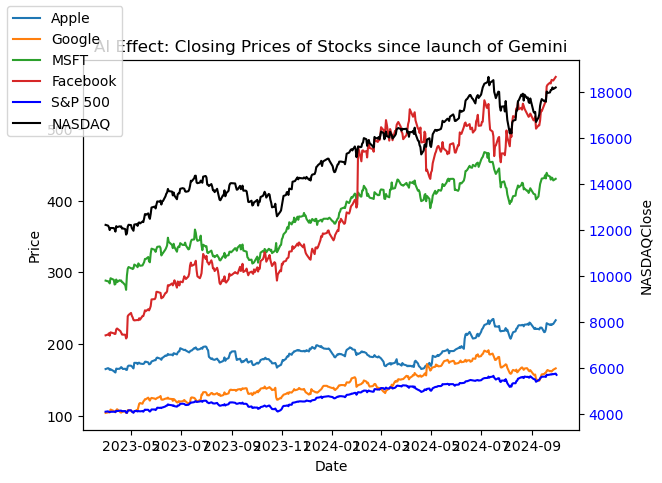 Apple
Google
MSFT
Facebook
S&P 500
NASDAQ
AI Effect: Closing Prices of Stocks since launch of Gemini
500
400
300
200
100
Price
18000
16000
14000
12000
10000
8000
6000
4000
NASDAQClose
2023-05 2023-07 2023-09 2023-11 2024-01 2024-03 2024-05 2024-07 2024-09
Date